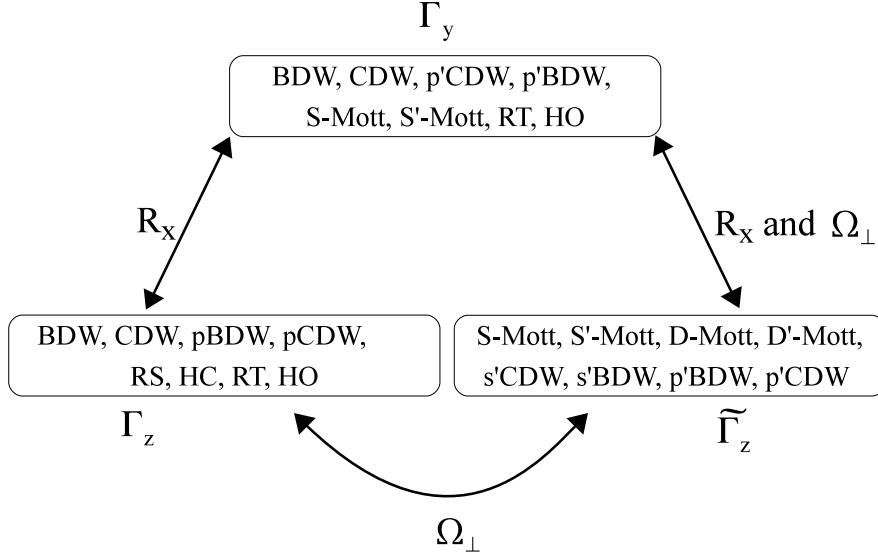 Γy
BDW, CDW, p'CDW, p'BDW,
S-Mott, S'-Mott, RT, HO
RX
RX and Ω⊥
BDW, CDW, pBDW, pCDW,
RS, HC, RT, HO
S-Mott, S'-Mott, D-Mott, D'-Mott,
s'CDW, s'BDW, p'BDW, p'CDW
Γz
Γ̃z
Ω⊥